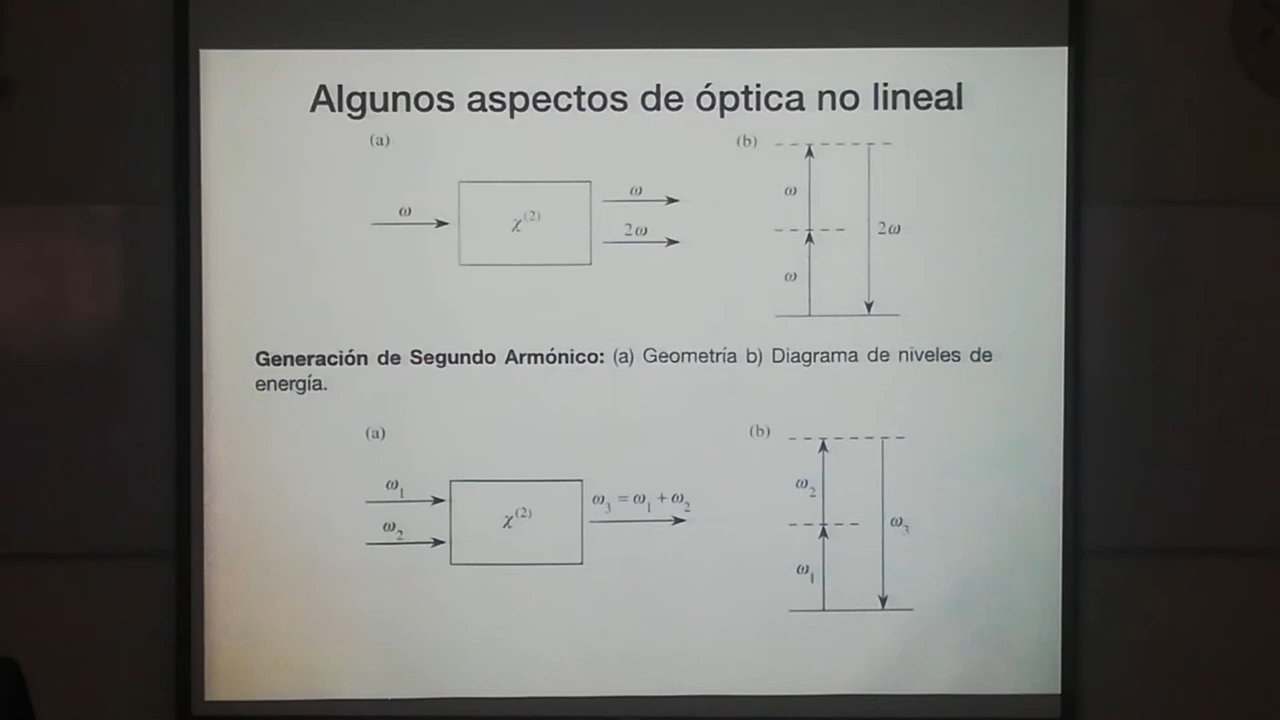 Algunos aspectos de óptica no lineal
(a)
ω
χ(2)
ω
2ω
(b)
ω
ω
2ω
Generación de Segundo Armónico: (a) Geometría b) Diagrama de niveles de
energía.
(a)
ω1
ω2
χ(2)
ω3 = ω1 + ω2
(b)
ω2
ω1
ω3